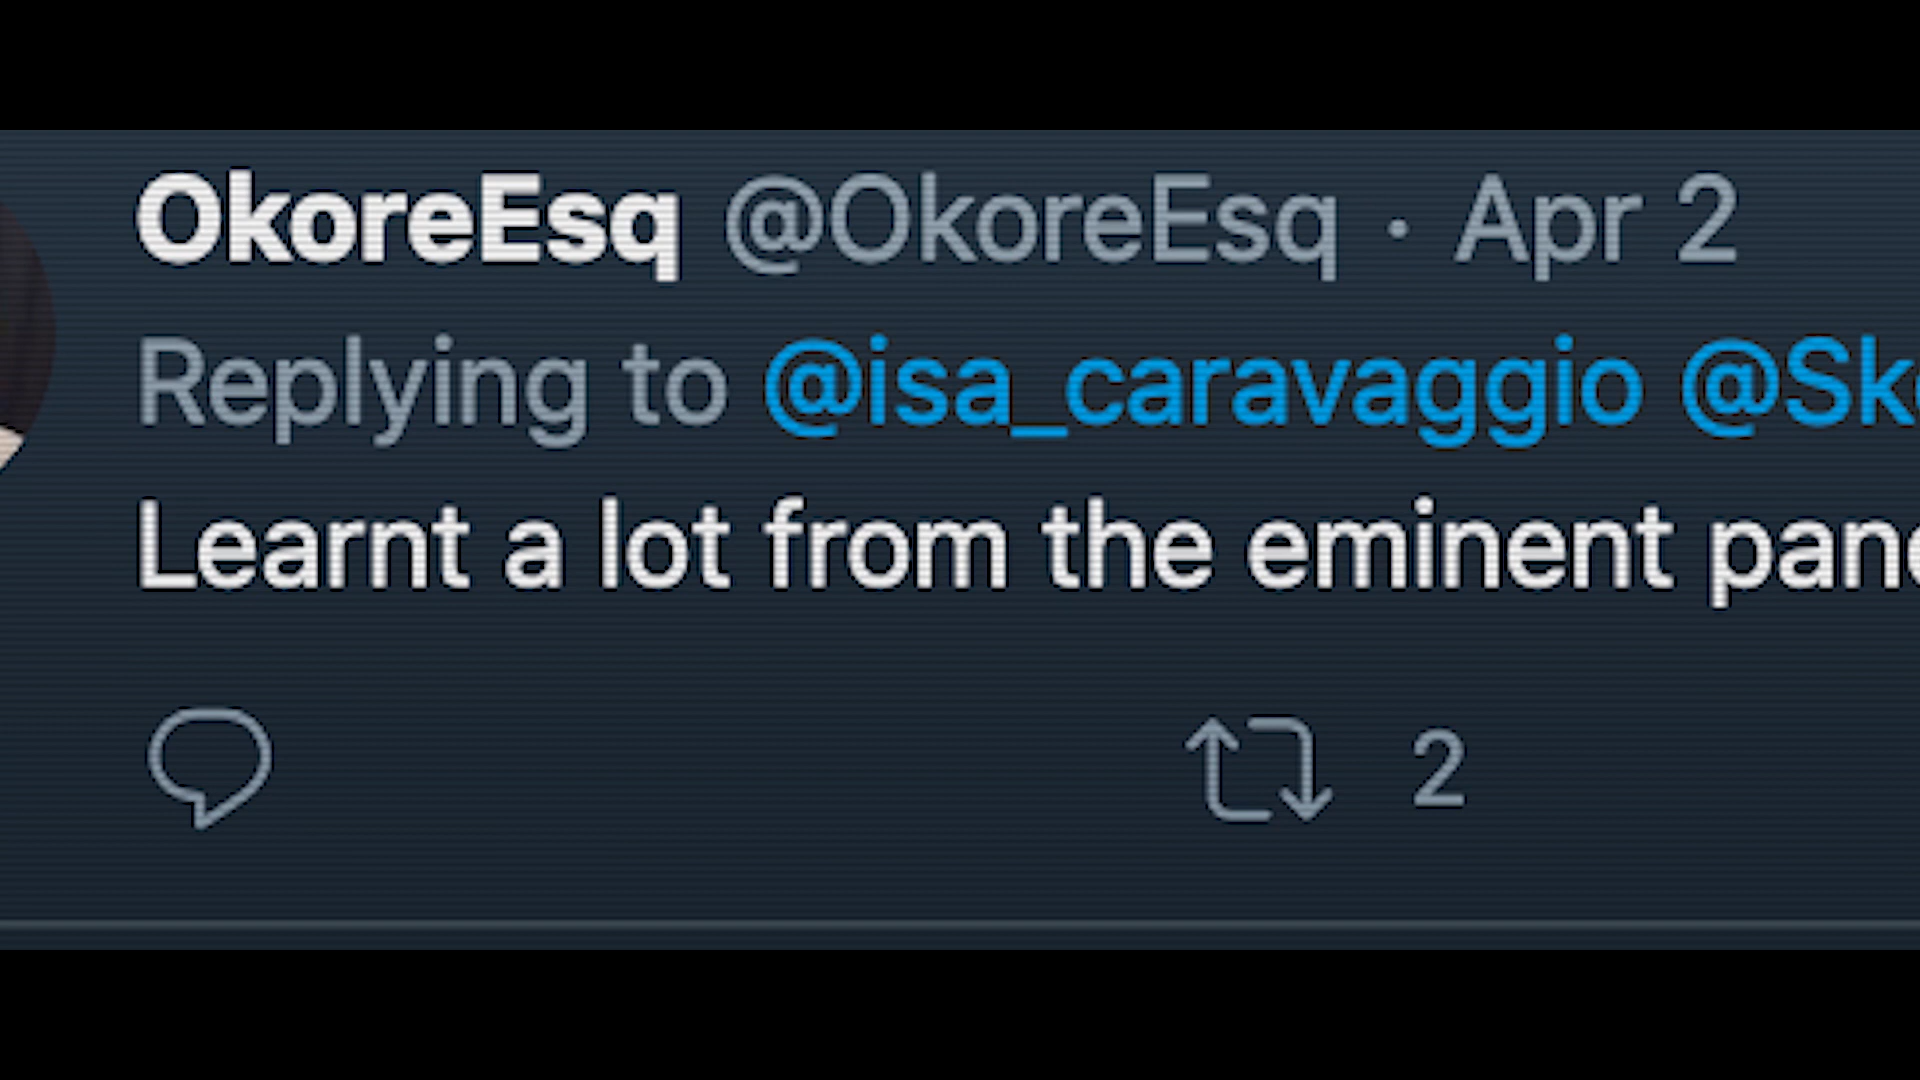 OkoreEsq @OkoreEsq · Apr 2
Replying to @isa_caravaggio
Learnt a lot from the eminent
2